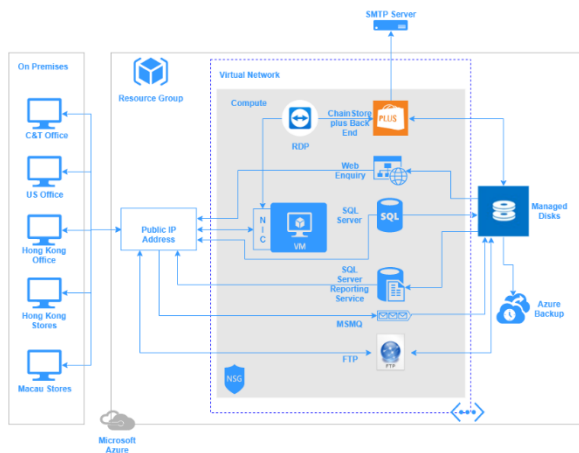 SMTP Server
On Premises
C&T Office
US Office
Hong Kong
Office
Hong Kong
Stores
Macau Stores
Resource Group
Virtual Network
Compute
RDP
ChainStore
plus Back
End
PLUS
Web
Enquiry
Public IP
Address
N
I
C
VM
SQL
Server
SQL
Managed
Disks
SQL
Server
Reporting
Service
MSMQ
Azure
Backup
FTP
FTP
NSG
Microsoft
Azure